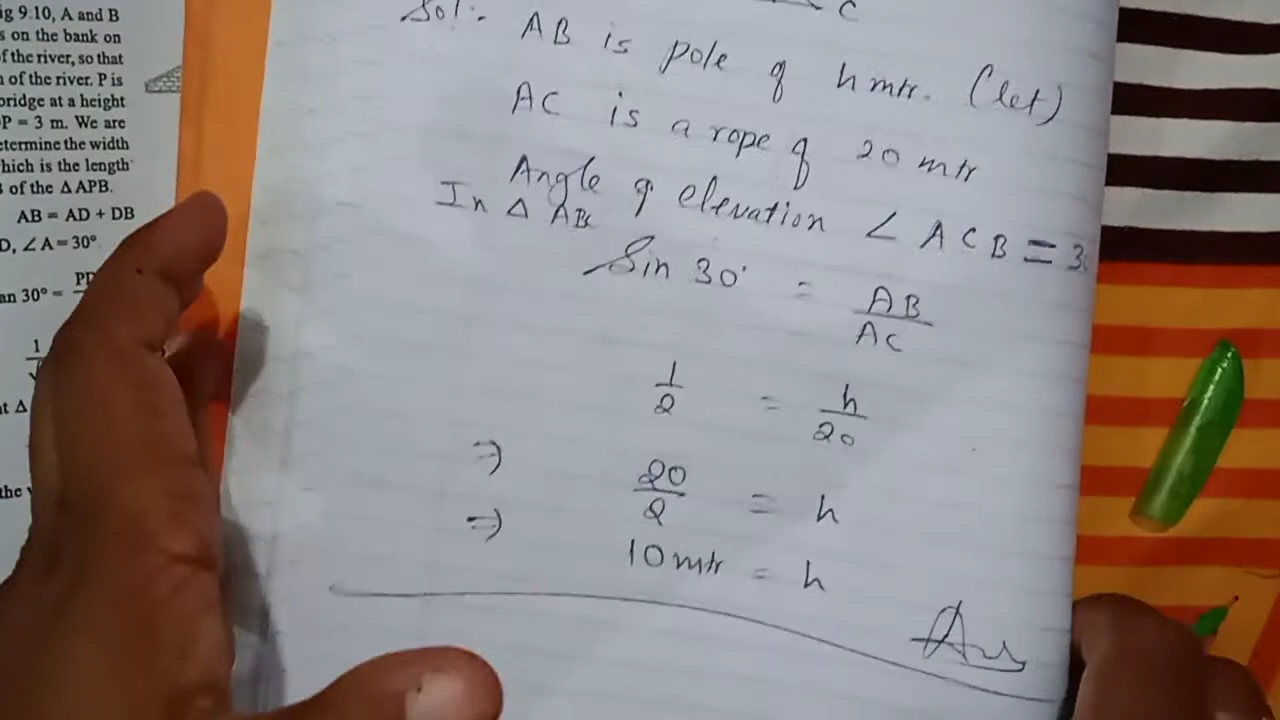 ig 9.10, A and B
s on the bank on
f the river, so that
of the river. P is
bridge at a height
P = 3 m. We are
etermine the width
hich is the length
of the Δ APB.
AB = AD + DB
D, ∠A = 30°
an 30° =
1
t Δ
the
C
Sol:-
AB is pole of h mtr. (let)
AC is a rope of 20 mtr
Angle of elevation ∠ ACB = 3
In Δ ABC
Sin 30° = AB/AC
1/2 = h/20
⇒ 20/2 = h
⇒ 10 mtr = h
Ans